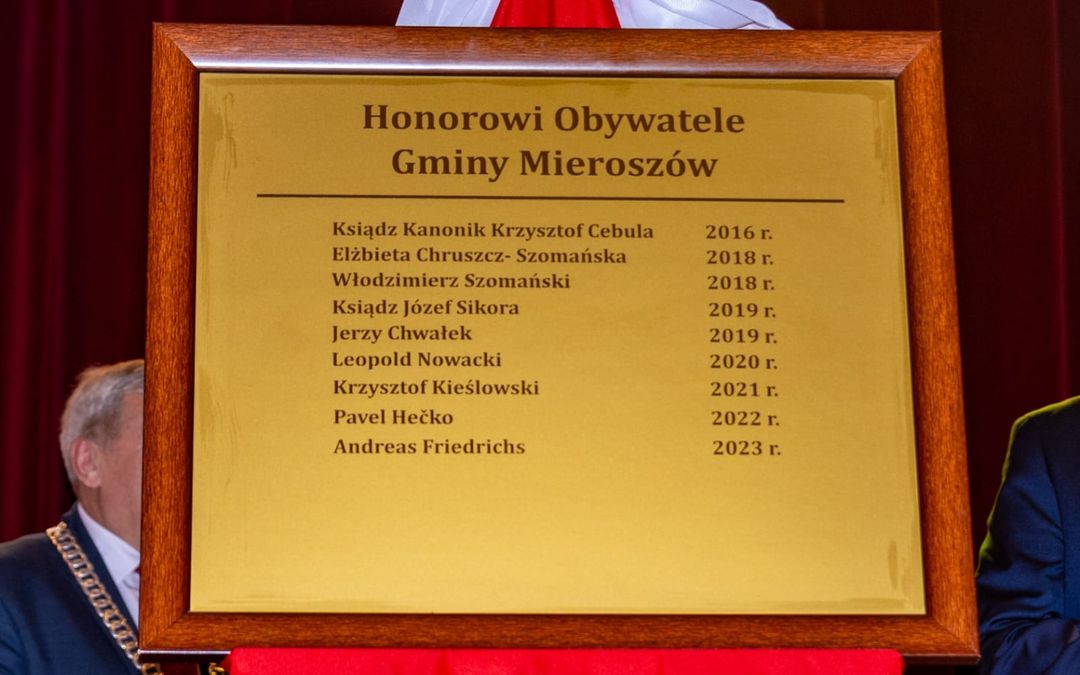 Honorowi Obywatele
Gminy Mieroszów
Ksiądz Kanonik Krzysztof Cebula 2016 r.
Elżbieta Chruszcz- Szomańska 2018 r.
Włodzimierz Szomański 2018 r.
Ksiądz Józef Sikora 2019 r.
Jerzy Chwałek 2019 r.
Leopold Nowacki 2020 r.
Krzysztof Kieślowski 2021 r.
Pavel Hečko 2022 r.
Andreas Friedrichs 2023 r.